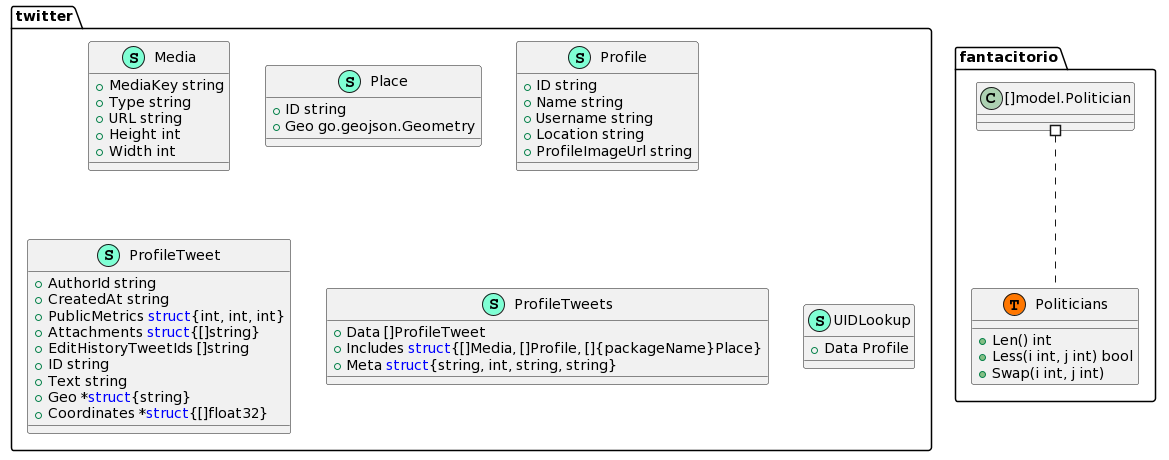 twitter
S Media
MediaKey string
Type string
URL string
Height int
Width int
S Place
ID string
Geo go.geojson.Geometry
S Profile
ID string
Name string
Username string
Location string
ProfileImageUrl string
S ProfileTweet
AuthorId string
CreatedAt string
PublicMetrics struct{int, int, int}
Attachments struct{[]string}
EditHistoryTweetIds []string
ID string
Text string
Geo *struct{string}
Coordinates *struct{[]float32}
S ProfileTweets
Data []ProfileTweet
Includes struct{[]Media, []Profile, []{packageName}Place}
Meta struct{string, int, string, string}
S UIDLookup
Data Profile
fantacitorio
C []model.Politician
T Politicians
Len() int
Less(i int, j int) bool
Swap(i int, j int)